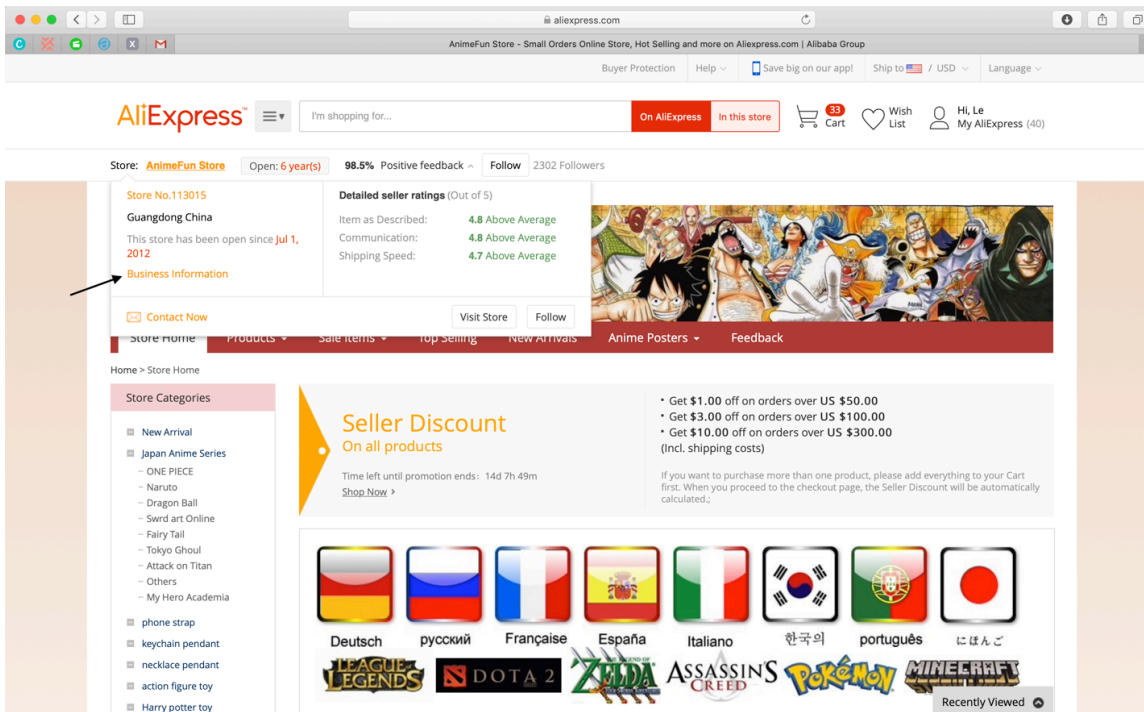 aliexpress.com
AnimeFun Store - Small Orders Online Store, Hot Selling and more on Aliexpress.com | Alibaba Group
Buyer Protection Help Save big on our app! Ship to / USD Language
AliExpress™
I'm shopping for...
On AliExpress In this store
33
Cart
Wish
List
Hi, Le
My AliExpress (40)
Store: AnimeFun Store Open: 6 year(s) 98.5% Positive feedback Follow 2302 Followers
Store No.113015
Guangdong China
This store has been open since Jul 1,
2012
Business Information
Detailed seller ratings (Out of 5)
Item as Described: 4.8 Above Average
Communication: 4.8 Above Average
Shipping Speed: 4.7 Above Average
Contact Now
Visit Store Follow
Store Home Products Sale Items Top Selling New Arrivals Anime Posters Feedback
Home > Store Home
Store Categories
New Arrival
Japan Anime Series
– ONE PIECE
– Naruto
– Dragon Ball
– Swrd art Online
– Fairy Tail
– Tokyo Ghoul
– Attack on Titan
– Others
– My Hero Academia
phone strap
keychain pendant
necklace pendant
action figure toy
Harry potter toy
Seller Discount
On all products
Time left until promotion ends: 14d 7h 49m
Shop Now >
• Get $1.00 off on orders over US $50.00
• Get $3.00 off on orders over US $100.00
• Get $10.00 off on orders over US $300.00
(Incl. shipping costs)
If you want to purchase more than one product, please add everything to your Cart
first. When you proceed to the checkout page, the Seller Discount will be automatically
calculated.;
Deutsch русский Française España Italiano 한국의 português にほんご
LEAGUE of LEGENDS DOTA 2 THE LEGEND OF ZELDA ASSASSIN'S CREED POKéMON MINECRAFT
Recently Viewed